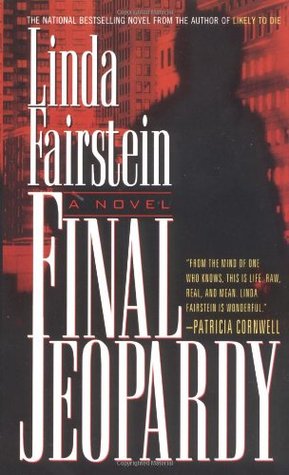 THE NATIONAL BESTSELLING NOVEL FROM THE AUTHOR OF LIKELY TO DIE
Linda
Fairstein
A NOVEL
FINAL
JEOPARDY
"FROM THE MIND OF ONE
WHO KNOWS, THIS IS LIFE, RAW,
REAL, AND MEAN. LINDA
FAIRSTEIN IS WONDERFUL."
—PATRICIA CORNWELL